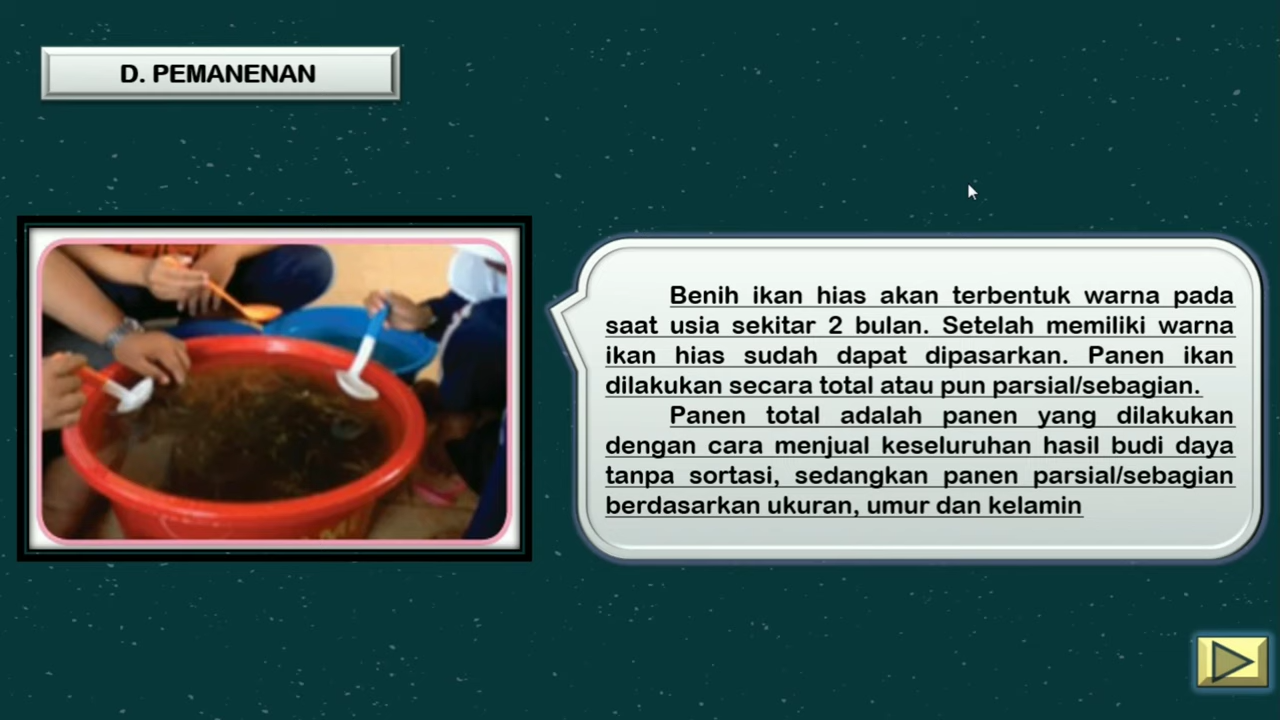 D. PEMANENAN
Benih ikan hias akan terbentuk warna pada
saat usia sekitar 2 bulan. Setelah memiliki warna
ikan hias sudah dapat dipasarkan. Panen ikan
dilakukan secara total atau pun parsial/sebagian.
Panen total adalah panen yang dilakukan
dengan cara menjual keseluruhan hasil budi daya
tanpa sortasi, sedangkan panen parsial/sebagian
berdasarkan ukuran, umur dan kelamin